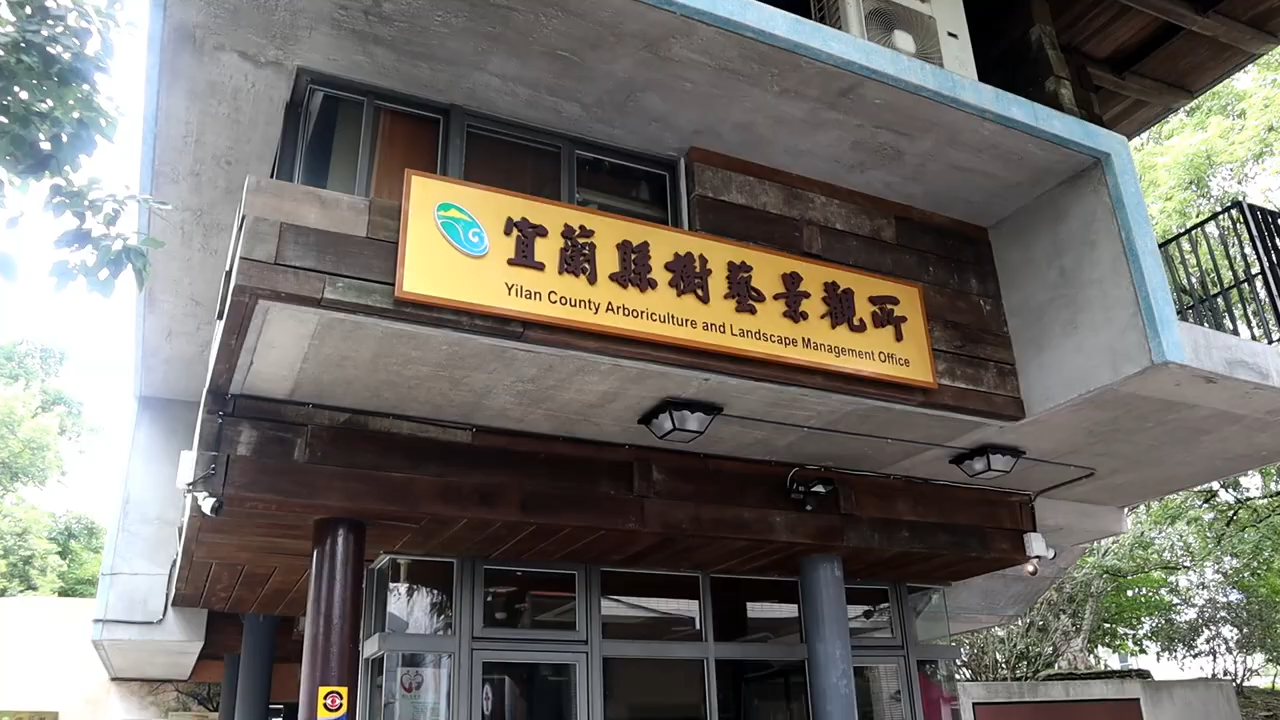 宜蘭縣樹藝景觀所
Yilan County Arboriculture and Landscape Management Office